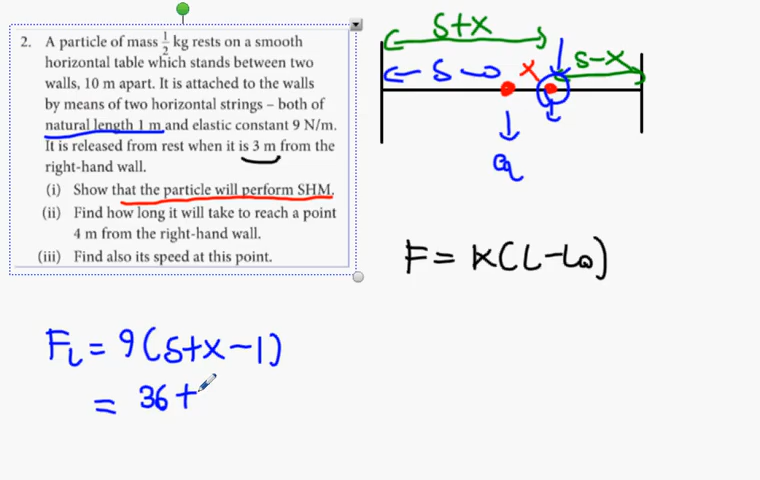 2. A particle of mass 1/2 kg rests on a smooth
horizontal table which stands between two
walls, 10 m apart. It is attached to the walls
by means of two horizontal strings – both of
natural length 1 m and elastic constant 9 N/m.
It is released from rest when it is 3 m from the
right-hand wall.
(i) Show that the particle will perform SHM.
(ii) Find how long it will take to reach a point
4 m from the right-hand wall.
(iii) Find also its speed at this point.
5+x
5
x
5-x
Eq
F = K(L-L0)
FL = 9(5+x-1)
= 36+